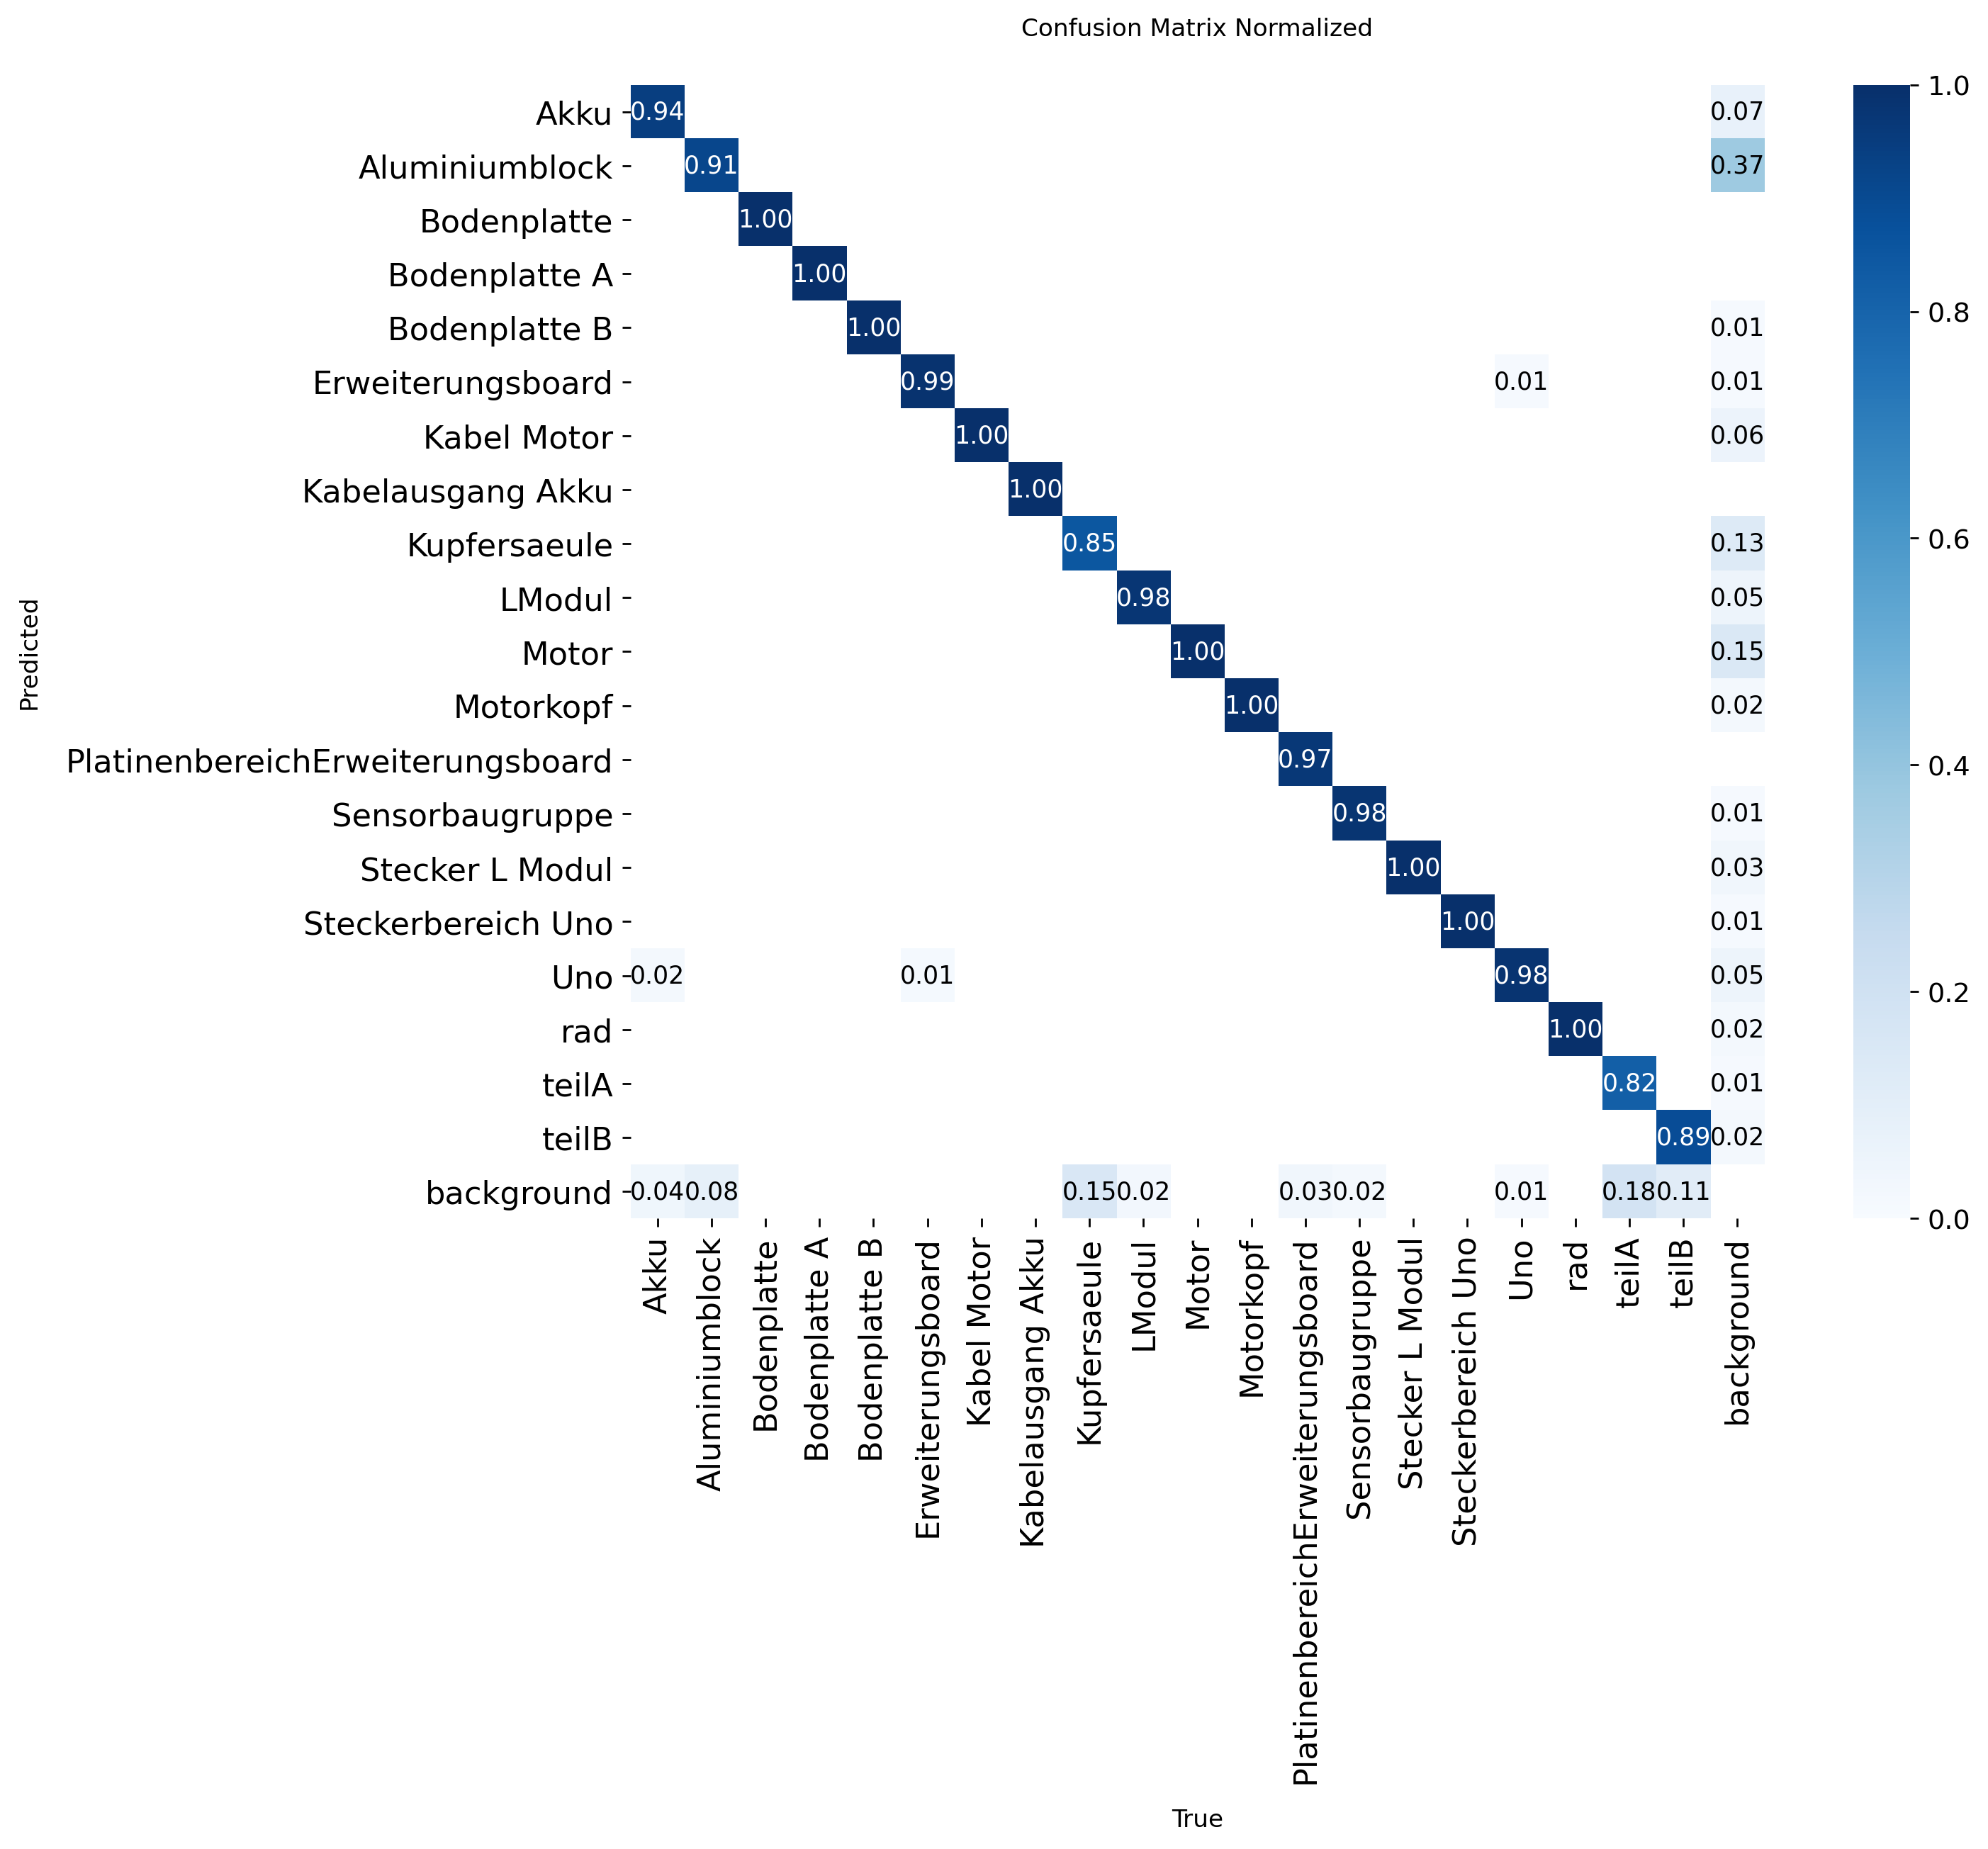 Confusion Matrix Normalized
Akku 0.94 0.07
Aluminiumblock 0.91 0.37
Bodenplatte 1.00
Bodenplatte A 1.00
Bodenplatte B 1.00 0.01
Erweiterungsboard 0.99 0.01 0.01
Kabel Motor 1.00 0.06
Kabelausgang Akku 1.00
Kupfersaeule 0.85 0.13
LModul 0.98 0.05
Motor 1.00 0.15
Motorkopf 1.00 0.02
PlatinenbereichErweiterungsboard 0.97
Sensorbaugruppe 0.98 0.01
Stecker L Modul 1.00 0.03
Steckerbereich Uno 1.00 0.01
Uno 0.02 0.01 0.98 0.05
rad 1.00 0.02
teilA 0.82 0.01
teilB 0.89 0.02
background 0.04 0.08 0.15 0.02 0.03 0.02 0.01 0.18 0.11
Predicted
Akku
Aluminiumblock
Bodenplatte
Bodenplatte A
Bodenplatte B
Erweiterungsboard
Kabel Motor
Kabelausgang Akku
Kupfersaeule
LModul
Motor
Motorkopf
PlatinenbereichErweiterungsboard
Sensorbaugruppe
Stecker L Modul
Steckerbereich Uno
Uno
rad
teilA
teilB
background
True
1.0
0.8
0.6
0.4
0.2
0.0